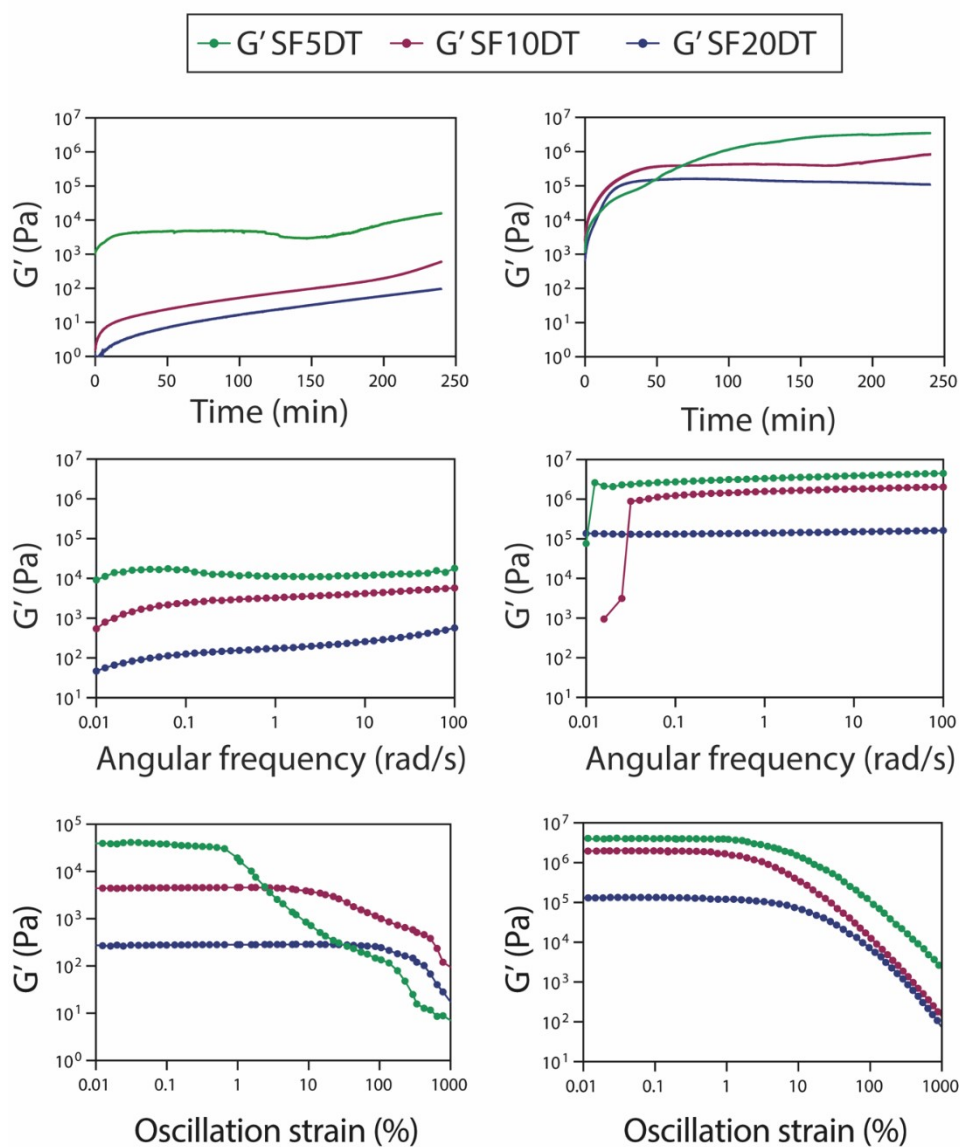 G′ SF5DT G′ SF10DT G′ SF20DT
10⁷
10⁶
10⁵
10⁴
10³
10²
10¹
10⁰
G′ (Pa)
0 50 100 150 200 250
Time (min)
10⁷
10⁶
10⁵
10⁴
10³
10²
10¹
10⁰
G′ (Pa)
0 50 100 150 200 250
Time (min)
10⁷
10⁶
10⁵
10⁴
10³
10²
10¹
G′ (Pa)
0.01 0.1 1 10 100
Angular frequency (rad/s)
10⁷
10⁶
10⁵
10⁴
10³
10²
10¹
G′ (Pa)
0.01 0.1 1 10 100
Angular frequency (rad/s)
10⁵
10⁴
10³
10²
10¹
10⁰
G′ (Pa)
0.01 0.1 1 10 100 1000
Oscillation strain (%)
10⁷
10⁶
10⁵
10⁴
10³
10²
10¹
G′ (Pa)
0.01 0.1 1 10 100 1000
Oscillation strain (%)